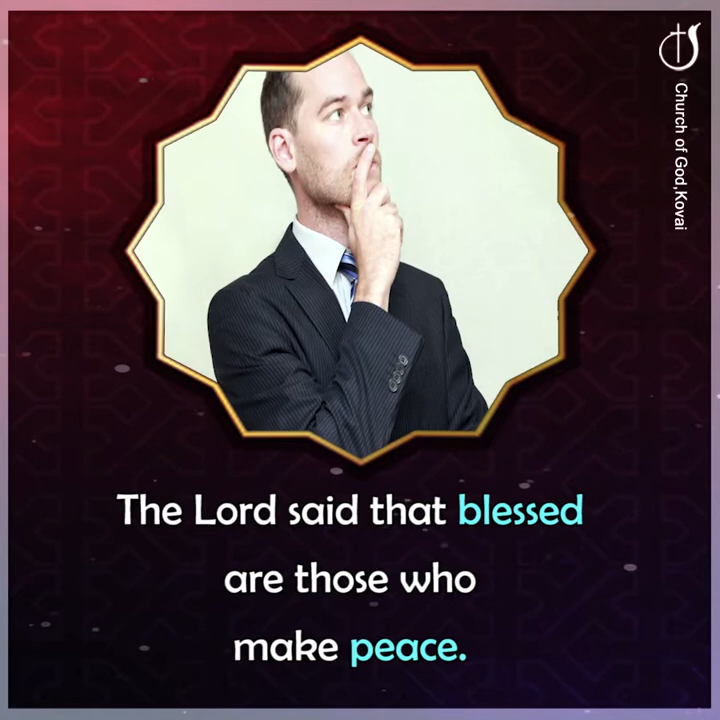 Church of God,Kovai
The Lord said that blessed
are those who
make peace.